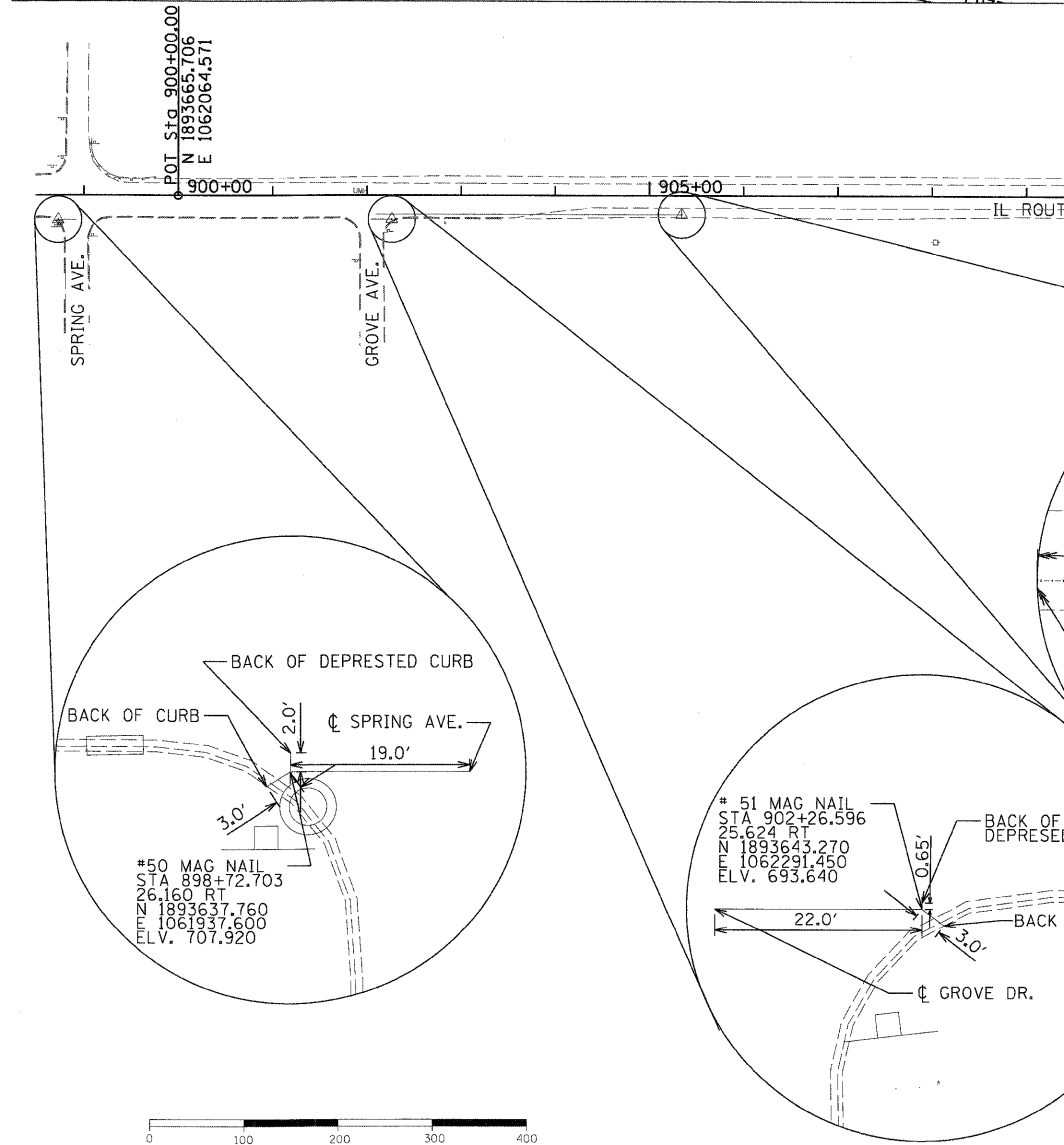 POT Sta 900+00.00
N 1893665.706
E 1062064.571
900+00
905+00
IL ROUT
SPRING AVE.
GROVE AVE.
BACK OF DEPRESTED CURB
BACK OF CURB
2.0'
℄ SPRING AVE.
19.0'
3.0'
#50 MAG NAIL
STA 898+72.703
26.160 RT
N 1893637.760
E 1061937.600
ELV. 707.920
# 51 MAG NAIL
STA 902+26.596
25.624 RT
N 1893643.270
E 1062291.450
ELV. 693.640
0.65'
BACK OF
DEPRESE
22.0'
BACK
3.0'
℄ GROVE DR.
0 100 200 300 400